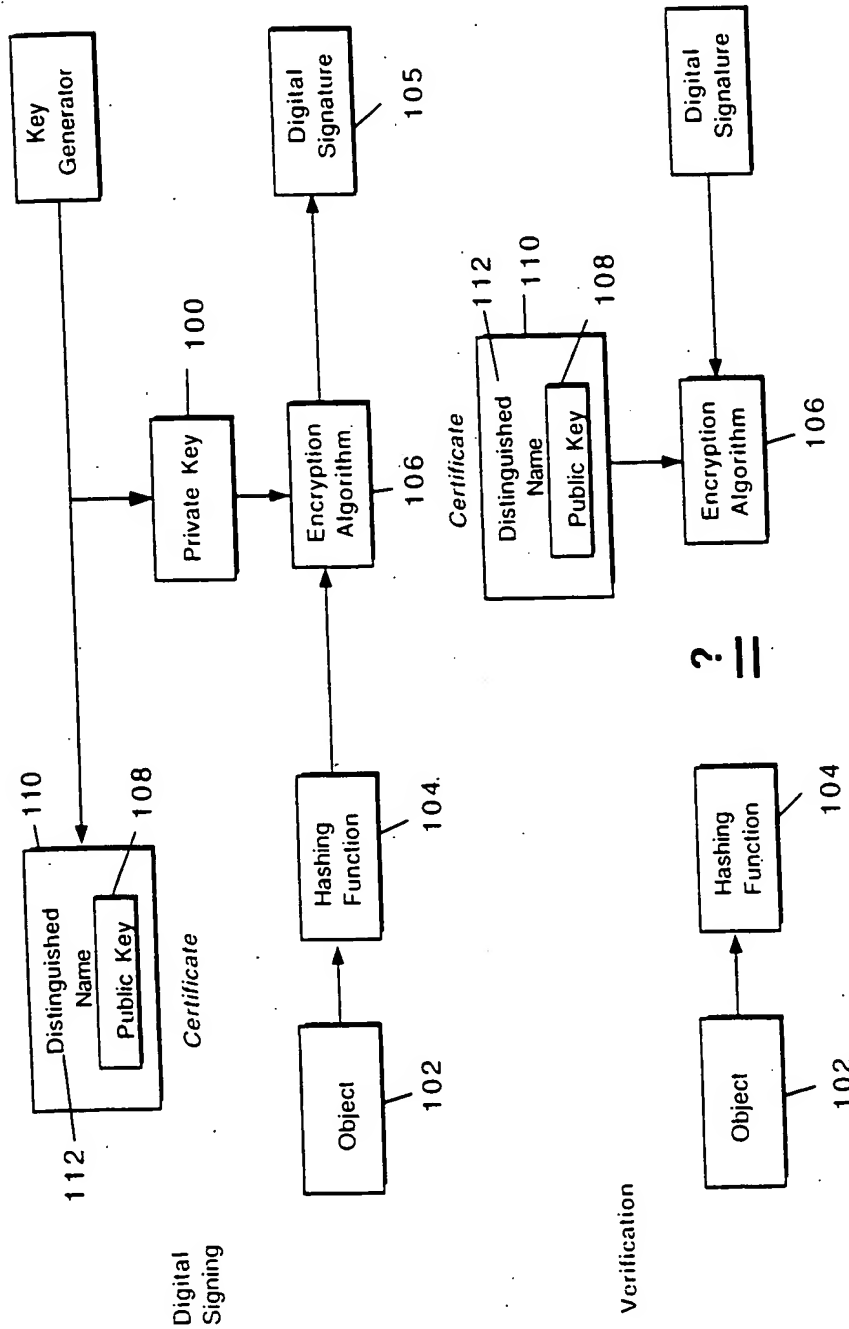 Key
Generator
110
108
Distinguished
Name
Public Key
112
Certificate
100
Private Key
Digital
Signing
Object
102
Hashing
Function
104.
Encryption
Algorithm.
106
Digital
Signature
105
Certificate
112
110
108
Distinguished
Name
Public Key
Verification
Object
102
Hashing
Function
104
?
=
Encryption
Algorithm
106
Digital
Signature